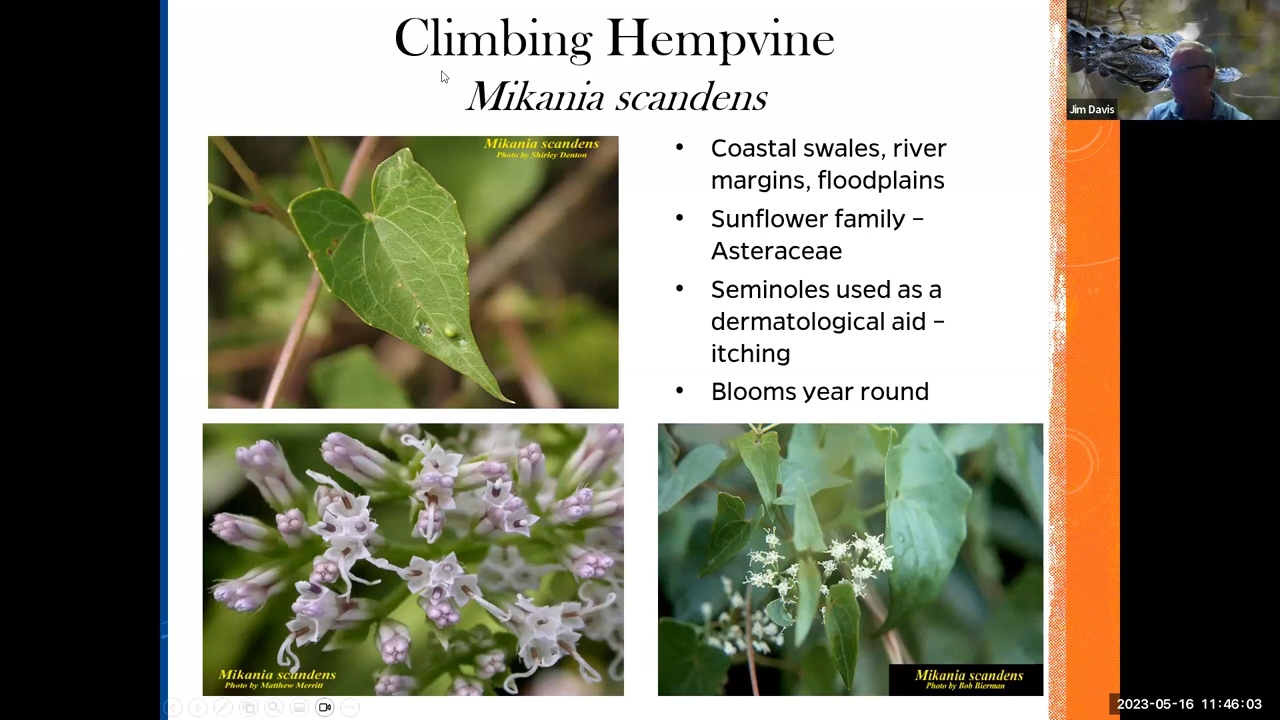 Climbing Hempvine
Mikania scandens
Jim Davis
Mikania scandens
Photo by Shirley Denton
• Coastal swales, river
margins, floodplains
• Sunflower family –
Asteraceae
• Seminoles used as a
dermatological aid –
itching
• Blooms year round
Mikania scandens
Photo by Matthew Merritt
Mikania scandens
Photo by Bob Bierman
2023-05-16 11:46:03